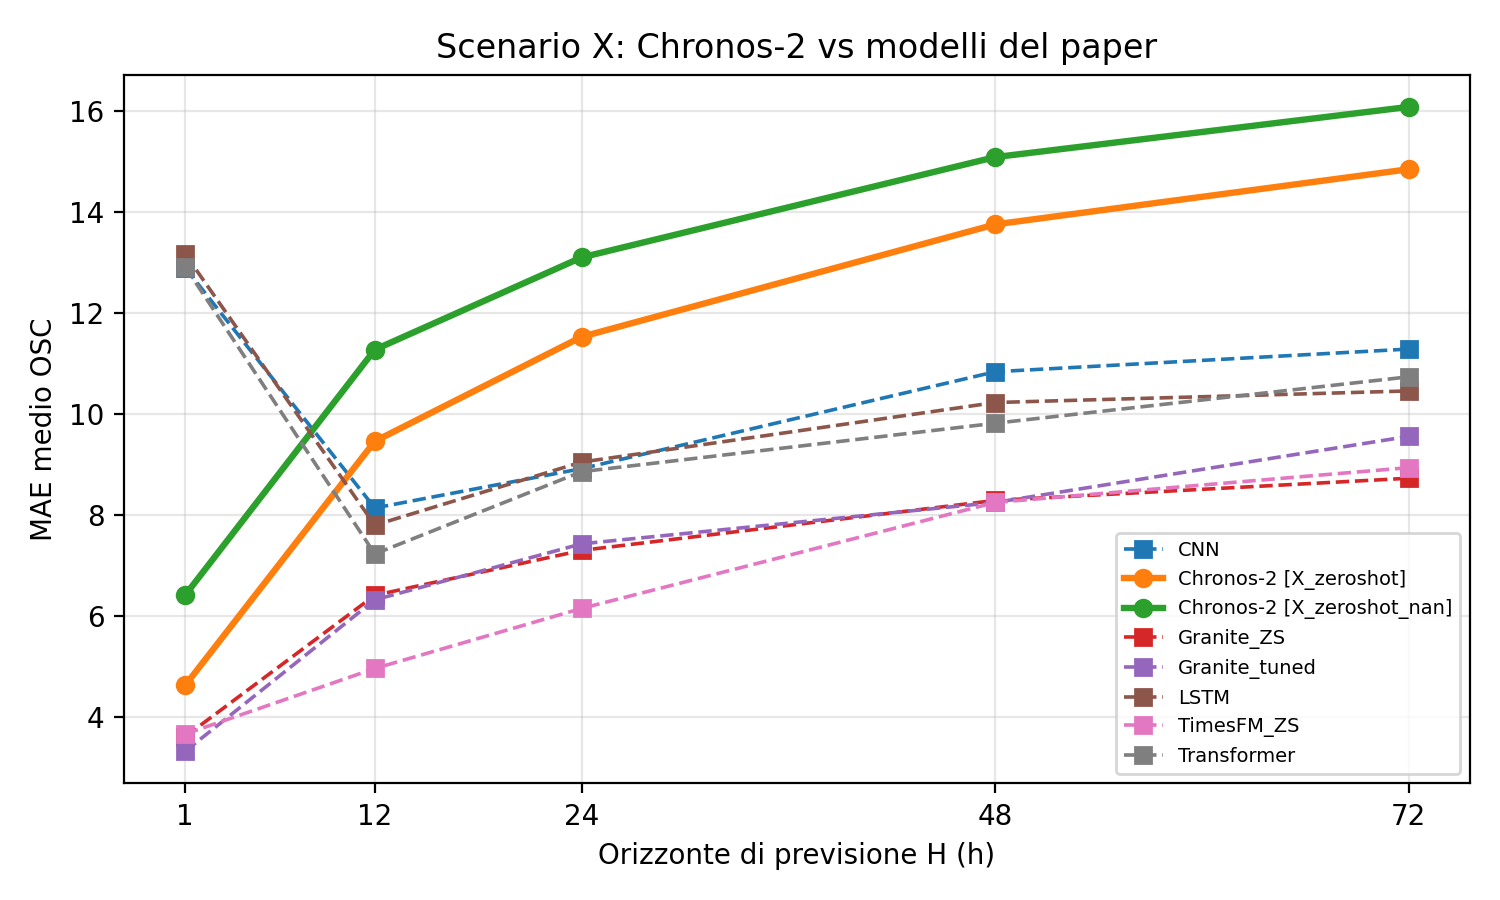 Scenario X: Chronos-2 vs modelli del paper
MAE medio OSC
16
14
12
10
8
6
4
1
12
24
48
72
Orizzonte di previsione H (h)
CNN
Chronos-2 [X_zeroshot]
Chronos-2 [X_zeroshot_nan]
Granite_ZS
Granite_tuned
LSTM
TimesFM_ZS
Transformer